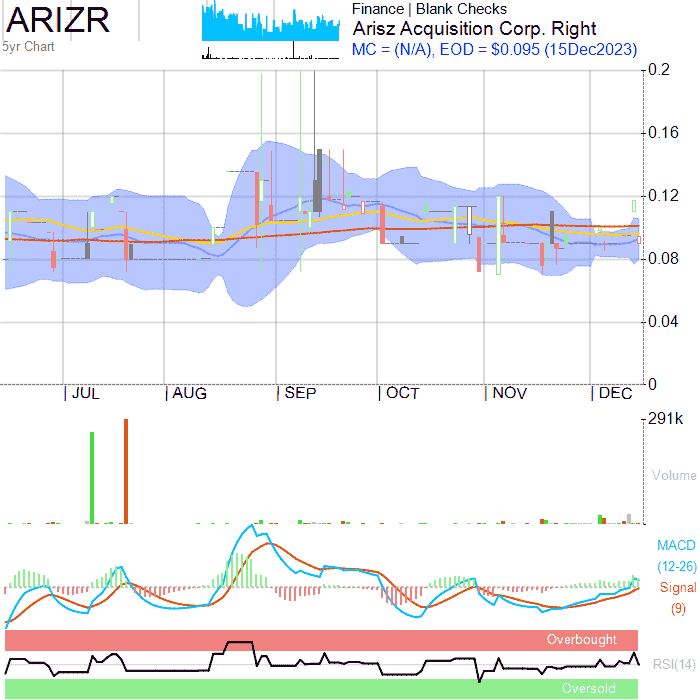 ARIZR
5yr Chart
Finance | Blank Checks
Arisz Acquisition Corp. Right
MC = (N/A), EOD = $0.095 (15Dec2023)
0.2
0.16
0.12
0.08
0.04
0
JUL
AUG
SEP
OCT
NOV
DEC
291k
Volume
MACD
(12-26)
Signal
(9)
Overbought
RSI(14)
Oversold